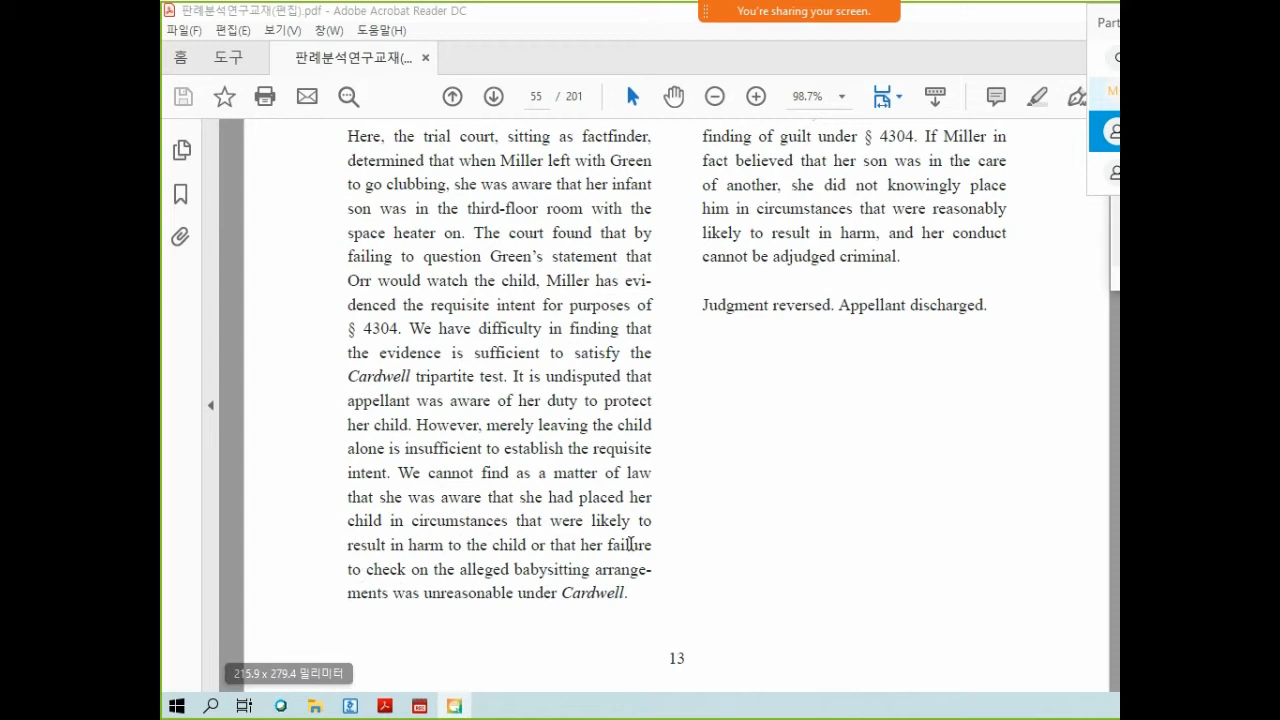 판례분석연구교재(편집).pdf - Adobe Acrobat Reader DC
You're sharing your screen.
파일(F) 편집(E) 보기(V) 창(W) 도움말(H)
홈 도구 판례분석연구교재(... ×
55 / 201 98.7%
Here, the trial court, sitting as factfinder,
determined that when Miller left with Green
to go clubbing, she was aware that her infant
son was in the third-floor room with the
space heater on. The court found that by
failing to question Green's statement that
Orr would watch the child, Miller has evi-
denced the requisite intent for purposes of
§ 4304. We have difficulty in finding that
the evidence is sufficient to satisfy the
Cardwell tripartite test. It is undisputed that
appellant was aware of her duty to protect
her child. However, merely leaving the child
alone is insufficient to establish the requisite
intent. We cannot find as a matter of law
that she was aware that she had placed her
child in circumstances that were likely to
result in harm to the child or that her failure
to check on the alleged babysitting arrange-
ments was unreasonable under Cardwell.
finding of guilt under § 4304. If Miller in
fact believed that her son was in the care
of another, she did not knowingly place
him in circumstances that were reasonably
likely to result in harm, and her conduct
cannot be adjudged criminal.
Judgment reversed. Appellant discharged.
13
215.9 x 279.4 밀리미터
Part